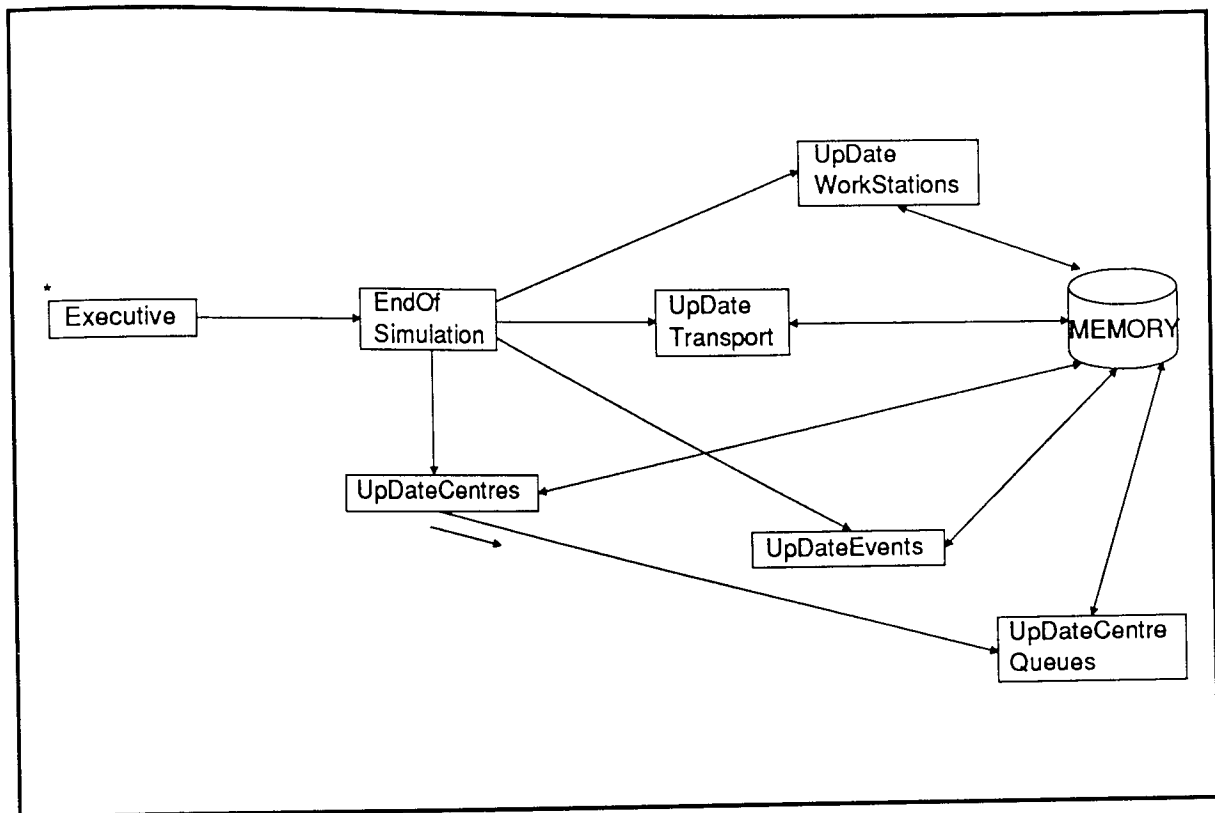 UpDate
WorkStations
*
Executive
EndOf
Simulation
UpDate
Transport
MEMORY
UpDateCentres
UpDateEvents
UpDateCentre
Queues